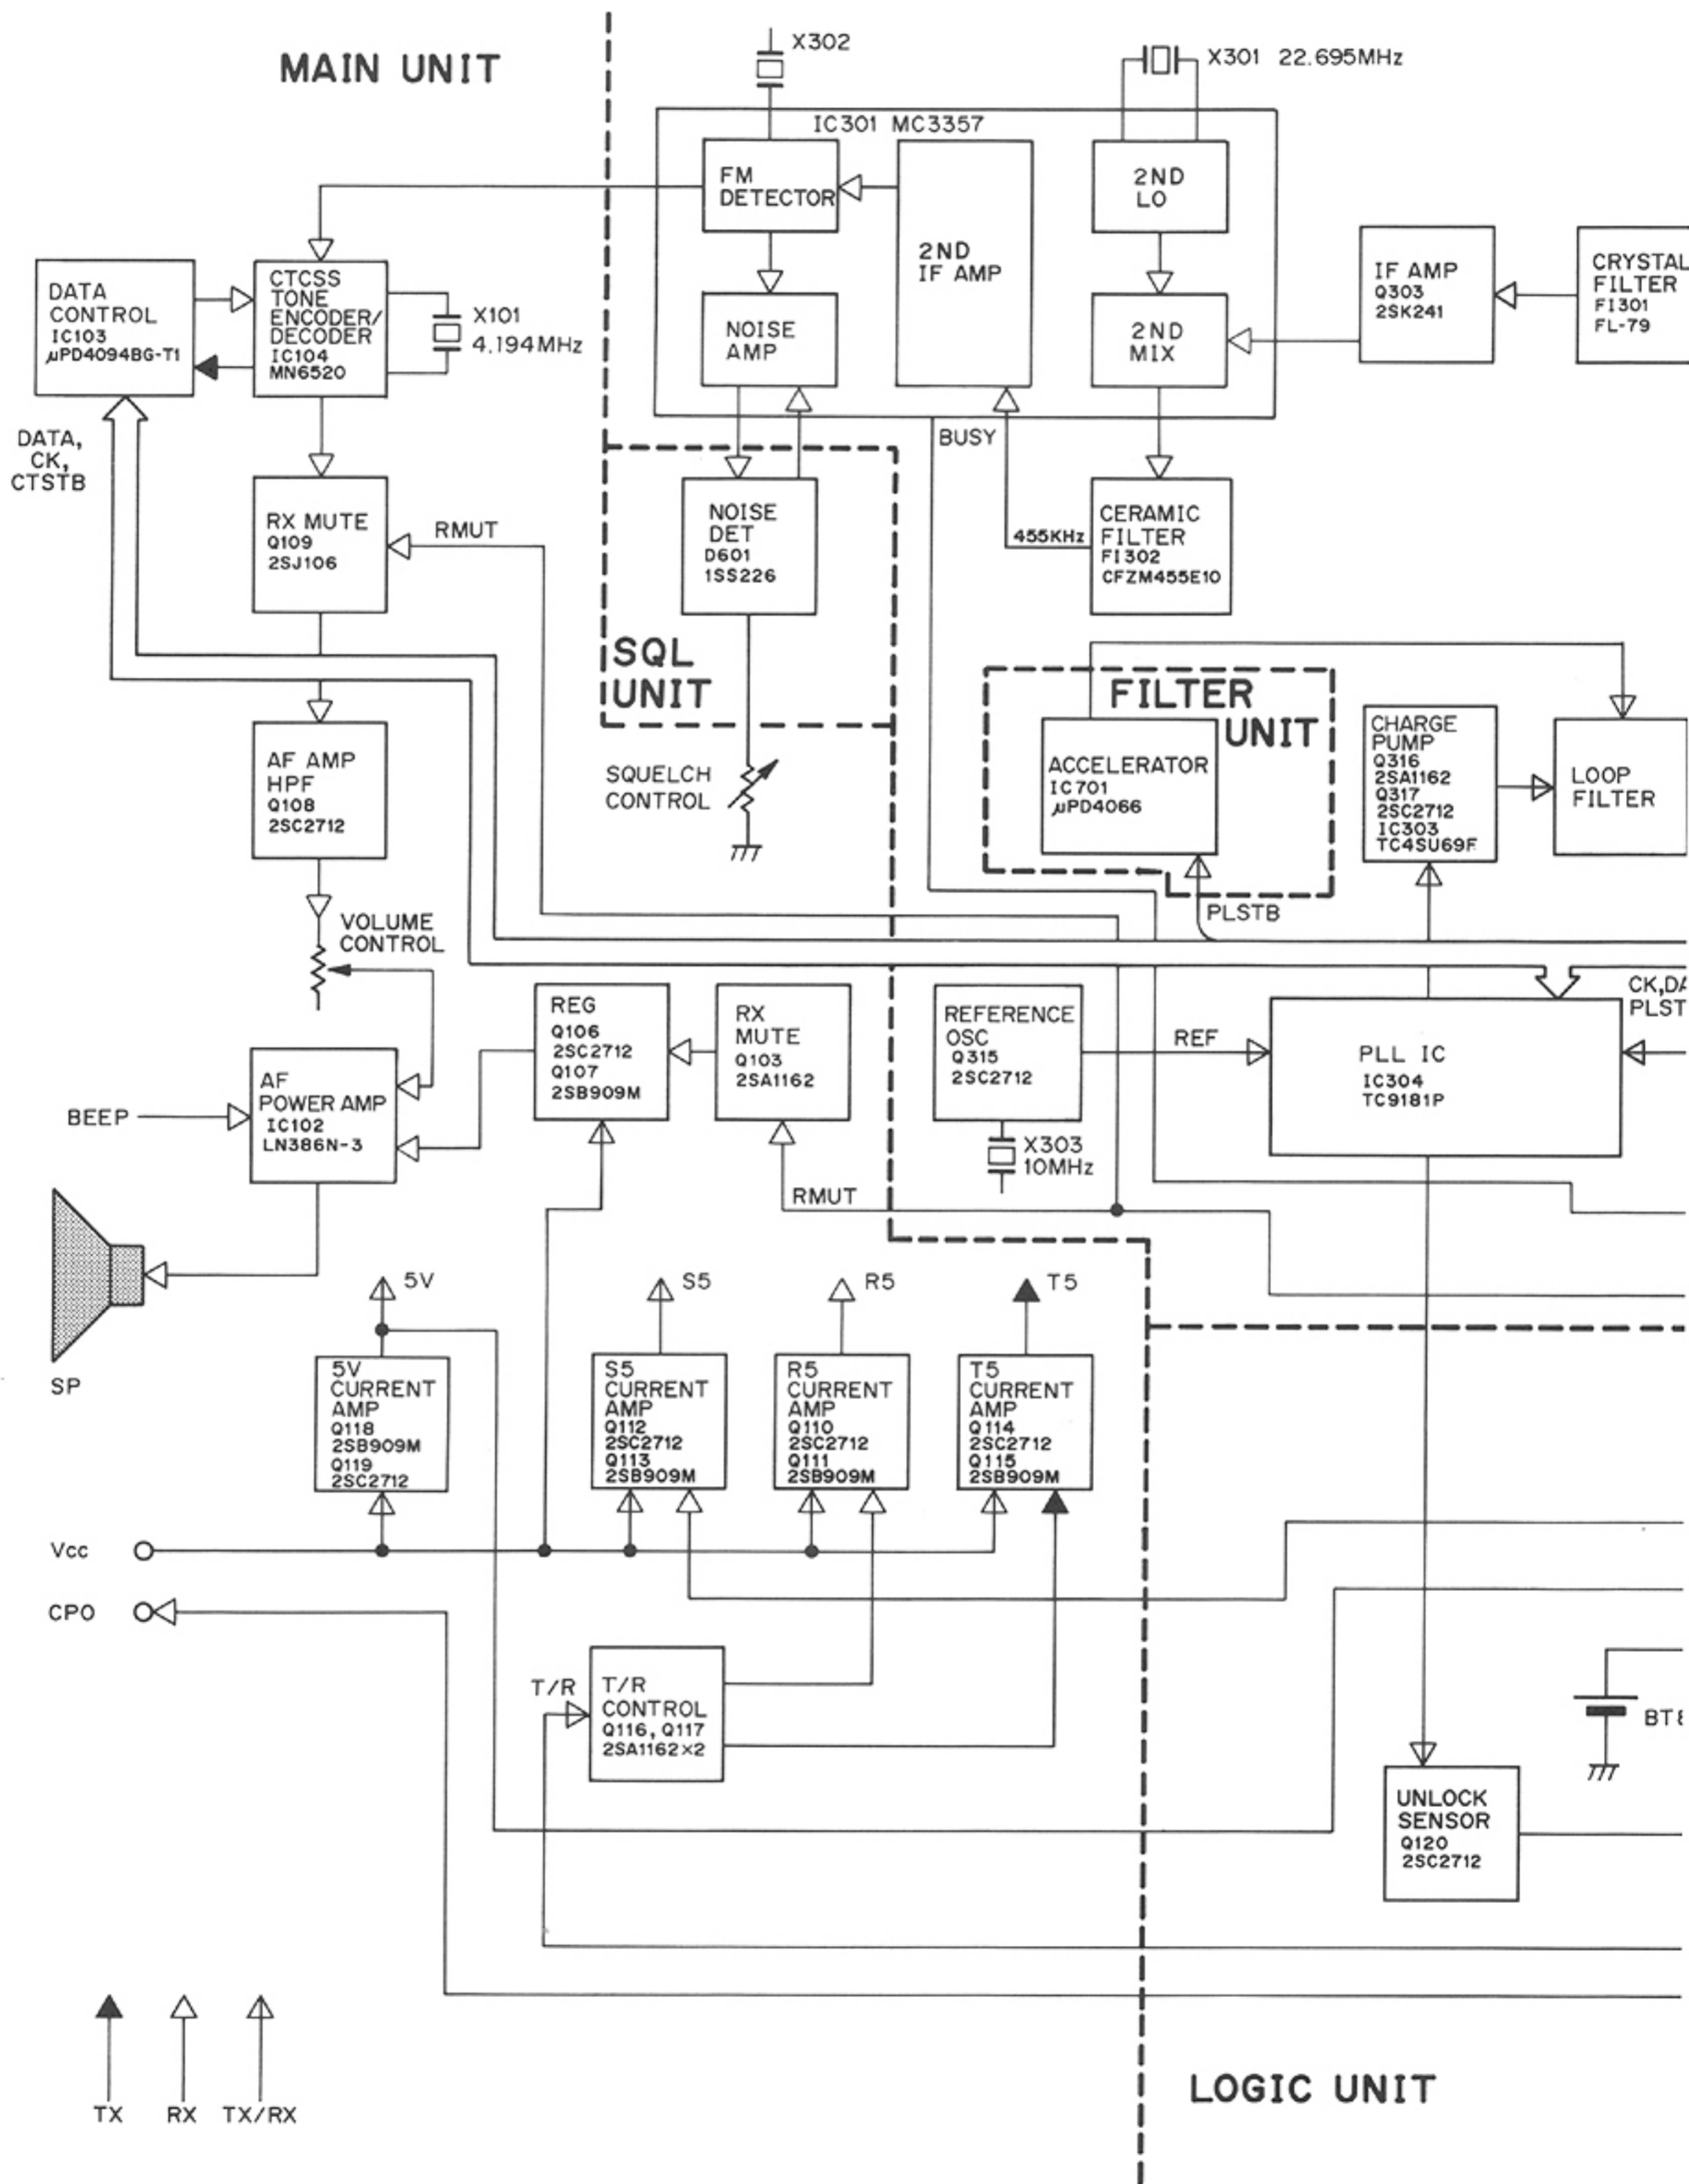 MAIN UNIT
X302
X301 22.695MHz
IC301 MC3357
FM
DETECTOR
2ND
IF AMP
2ND
LO
NOISE
AMP
2ND
MIX
IF AMP
Q303
2SK241
CRYSTAL
FILTER
FI301
FL-79
DATA
CONTROL
IC103
µPD4094BG-T1
CTCSS
TONE
ENCODER/
DECODER
IC104
MN6520
X101
4.194MHz
DATA,
CK,
CTSTB
BUSY
RX MUTE
Q109
2SJ106
RMUT
NOISE
DET
D601
1SS226
455KHz
CERAMIC
FILTER
FI302
CFZM455E10
SQL
UNIT
FILTER
UNIT
AF AMP
HPF
Q108
2SC2712
SQUELCH
CONTROL
ACCELERATOR
IC701
µPD4066
CHARGE
PUMP
Q316
2SA1162
Q317
2SC2712
IC303
TC4SU69F
LOOP
FILTER
PLSTB
VOLUME
CONTROL
REG
Q106
2SC2712
Q107
2SB909M
RX
MUTE
Q103
2SA1162
REFERENCE
OSC
Q315
2SC2712
REF
PLL IC
IC304
TC9181P
CK,DA
PLST
AF
POWER AMP
IC102
LN386N-3
BEEP
X303
10MHz
RMUT
SP
5V
S5
R5
T5
5V
CURRENT
AMP
Q118
2SB909M
Q119
2SC2712
S5
CURRENT
AMP
Q112
2SC2712
Q113
2SB909M
R5
CURRENT
AMP
Q110
2SC2712
Q111
2SB909M
T5
CURRENT
AMP
Q114
2SC2712
Q115
2SB909M
Vcc
CPO
T/R
T/R
CONTROL
Q116, Q117
2SA1162×2
BT
UNLOCK
SENSOR
Q120
2SC2712
TX
RX
TX/RX
LOGIC UNIT